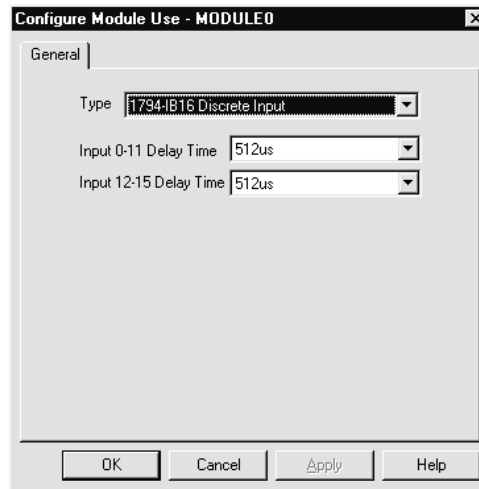 Configure Module Use - MODULE0
General
Type 1794-IB16 Discrete Input
Input 0-11 Delay Time 512us
Input 12-15 Delay Time 512us
OK Cancel Apply Help